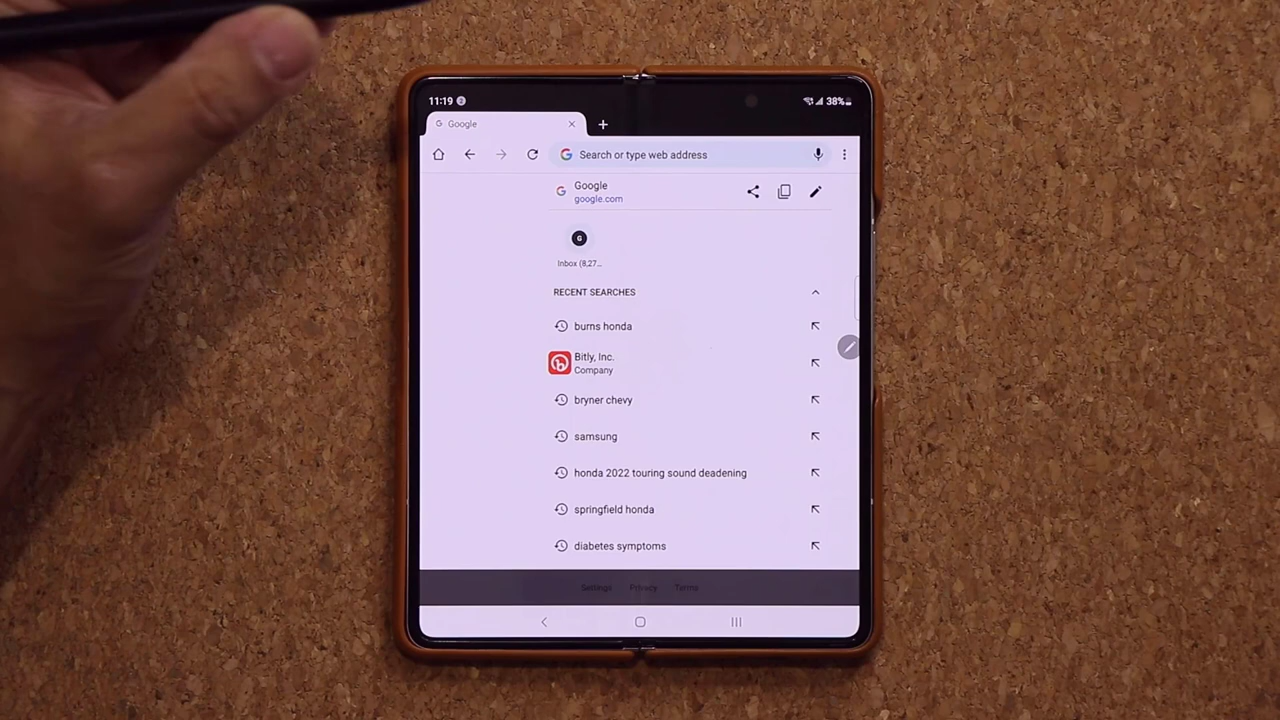 11:19 38%
Google
Search or type web address
Google
google.com
G
Inbox (8,27...
RECENT SEARCHES
burns honda
Bitly, Inc.
Company
bryner chevy
samsung
honda 2022 touring sound deadening
springfield honda
diabetes symptoms
Settings Privacy Terms